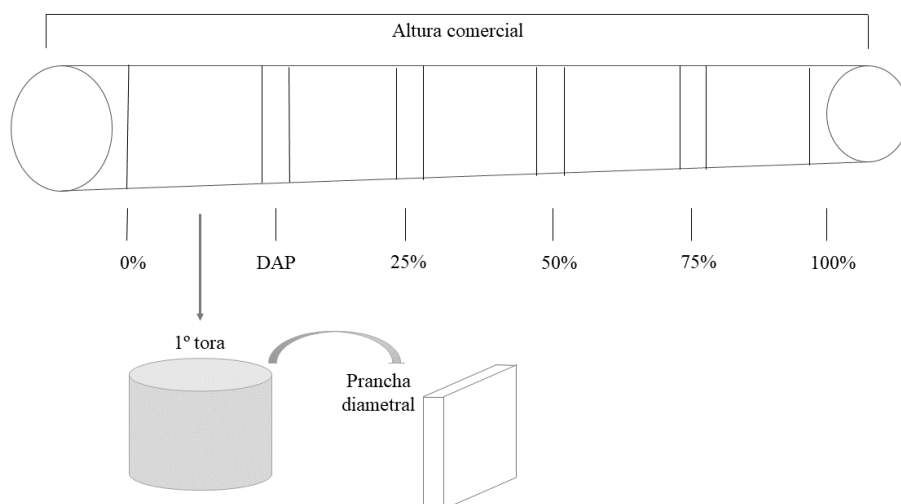 Altura comercial
0%
DAP
25%
50%
75%
100%
1º tora
Prancha
diametral